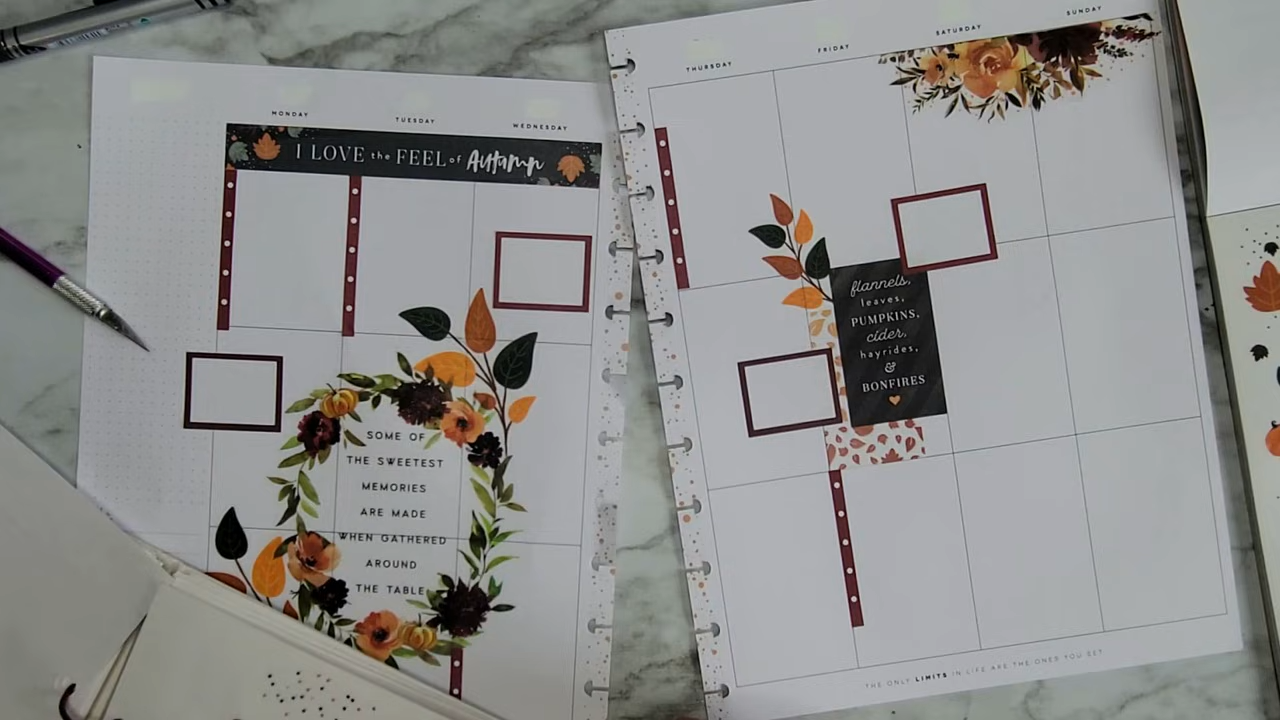 MONDAY
TUESDAY
WEDNESDAY
I LOVE the FEEL of Autumn
SOME OF
THE SWEETEST
MEMORIES
ARE MADE
WHEN GATHERED
AROUND
THE TABLE
THURSDAY
FRIDAY
SATURDAY
SUNDAY
flannels,
leaves,
PUMPKINS,
cider,
hayrides,
&
BONFIRES
THE ONLY LIMITS IN LIFE ARE THE ONES YOU SET